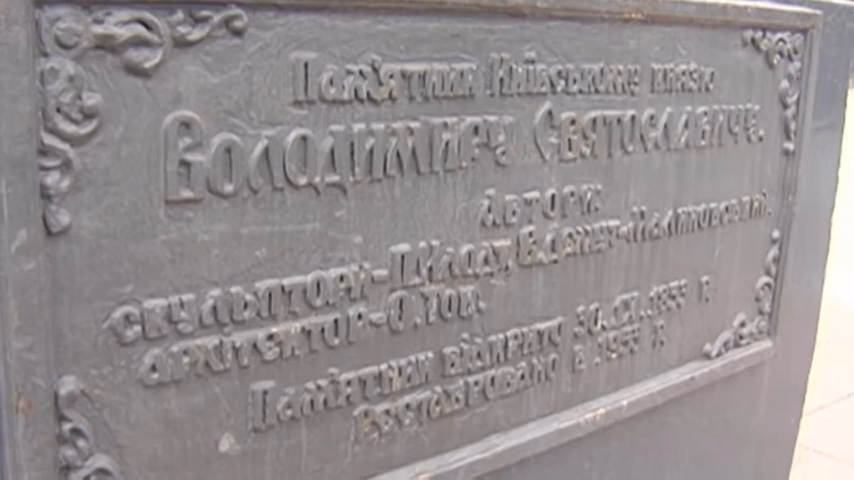 Пам'ятник Київському князю
Володимиру Святославичу.
Автори:
скульптори-П.Клодт, В.Демут-Малиновський.
архітектор-О.Тон.
Пам'ятник відкрито 30.IX.1853 р.
Реставровано в 1953 р.